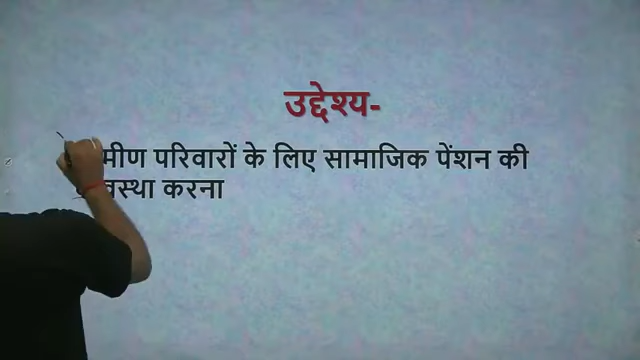 उद्देश्य-
परिवारों के लिए सामाजिक पेंशन की
करना